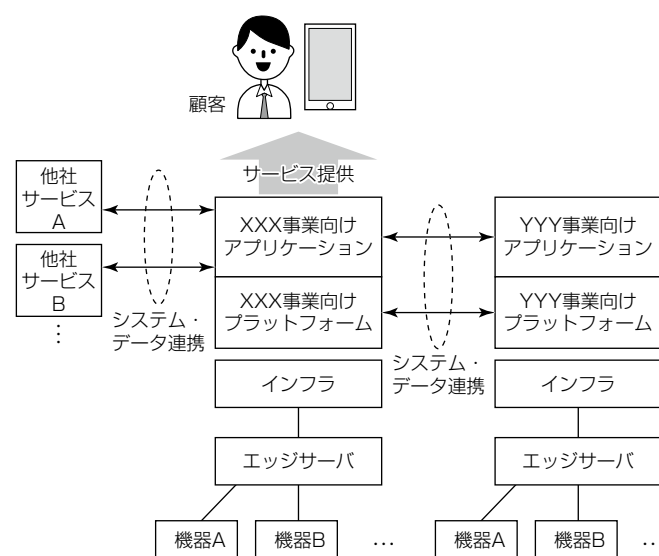 顧客
サービス提供
他社
サービス
A
他社
サービス
B
⋮
システム・
データ連携
XXX事業向け
アプリケーション
XXX事業向け
プラットフォーム
システム・
データ連携
YYY事業向け
アプリケーション
YYY事業向け
プラットフォーム
インフラ
インフラ
エッジサーバ
エッジサーバ
機器A
機器B
…
機器A
機器B
…